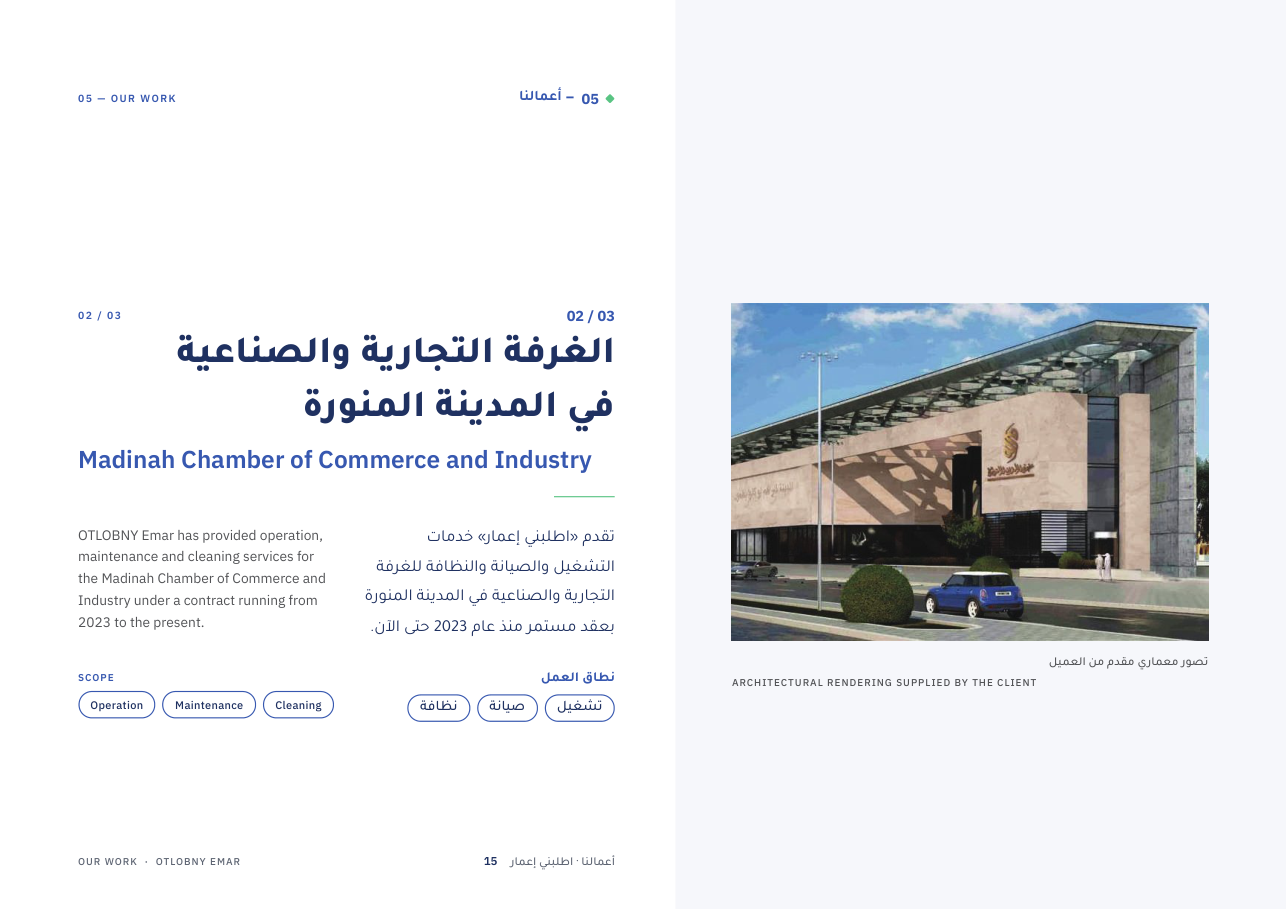 05 — OUR WORK
05 – أعمالنا
02 / 03
02 / 03
الغرفة التجارية والصناعية
في المدينة المنورة
Madinah Chamber of Commerce and Industry
OTLOBNY Emar has provided operation,
maintenance and cleaning services for
the Madinah Chamber of Commerce and
Industry under a contract running from
2023 to the present.
تقدم «اطلبني إعمار» خدمات
التشغيل والصيانة والنظافة للغرفة
التجارية والصناعية في المدينة المنورة
بعقد مستمر منذ عام 2023 حتى الآن.
SCOPE
Operation
Maintenance
Cleaning
نطاق العمل
تشغيل
صيانة
نظافة
تصور معماري مقدم من العميل
ARCHITECTURAL RENDERING SUPPLIED BY THE CLIENT
OUR WORK · OTLOBNY EMAR
أعمالنا · اطلبني إعمار 15